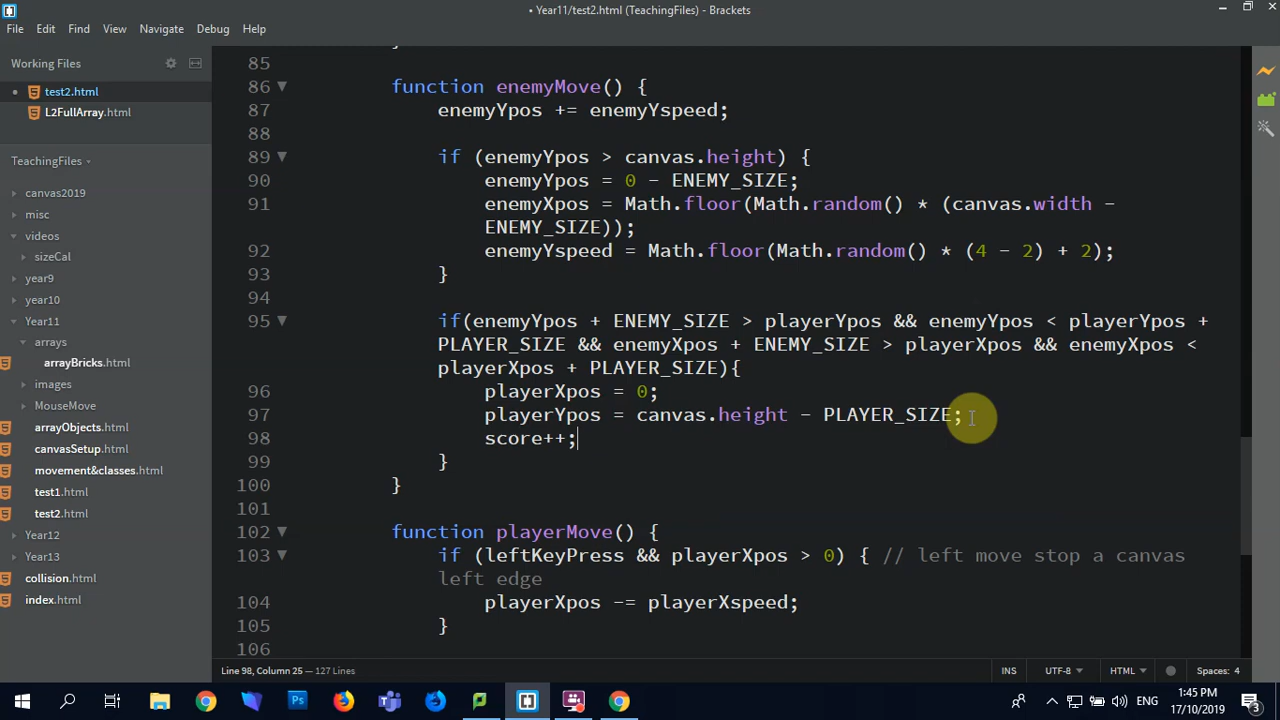 • Year11/test2.html (TeachingFiles) - Brackets
File Edit Find View Navigate Debug Help
Working Files
• test2.html
L2FullArray.html
TeachingFiles
canvas2019
misc
videos
sizeCal
year9
year10
Year11
arrays
arrayBricks.html
images
MouseMove
arrayObjects.html
canvasSetup.html
movement&classes.html
test1.html
test2.html
Year12
Year13
collision.html
index.html
85
86 function enemyMove() {
87 enemyYpos += enemyYspeed;
88
89 if (enemyYpos > canvas.height) {
90 enemyYpos = 0 - ENEMY_SIZE;
91 enemyXpos = Math.floor(Math.random() * (canvas.width -
ENEMY_SIZE));
92 enemyYspeed = Math.floor(Math.random() * (4 - 2) + 2);
93 }
94
95 if(enemyYpos + ENEMY_SIZE > playerYpos && enemyYpos < playerYpos +
PLAYER_SIZE && enemyXpos + ENEMY_SIZE > playerXpos && enemyXpos <
playerXpos + PLAYER_SIZE){
96 playerXpos = 0;
97 playerYpos = canvas.height - PLAYER_SIZE;
98 score++;
99 }
100 }
101
102 function playerMove() {
103 if (leftKeyPress && playerXpos > 0) { // left move stop a canvas
left edge
104 playerXpos -= playerXspeed;
105 }
106
Line 98, Column 25 — 127 Lines INS UTF-8 HTML Spaces: 4
ENG 1:45 PM
17/10/2019 3